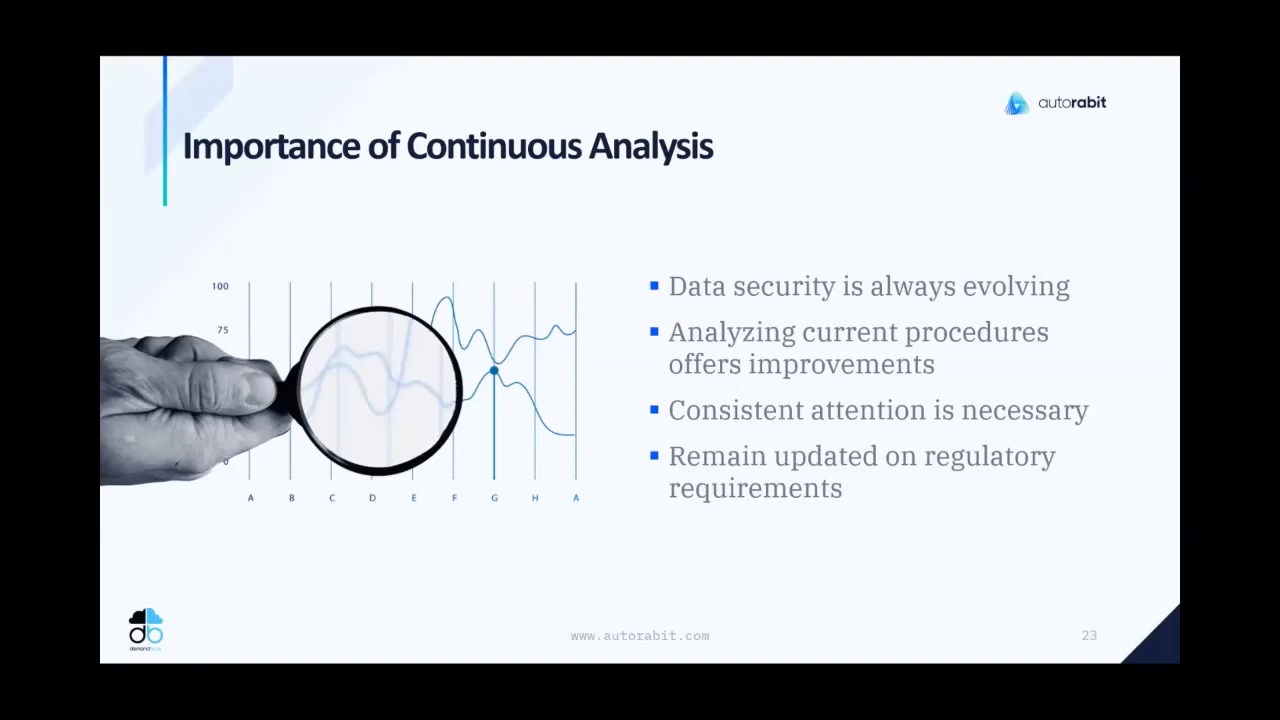 autorabit
Importance of Continuous Analysis
100
75
0
A B C D E F G H A
Data security is always evolving
Analyzing current procedures
offers improvements
Consistent attention is necessary
Remain updated on regulatory
requirements
db
www.autorabit.com
23